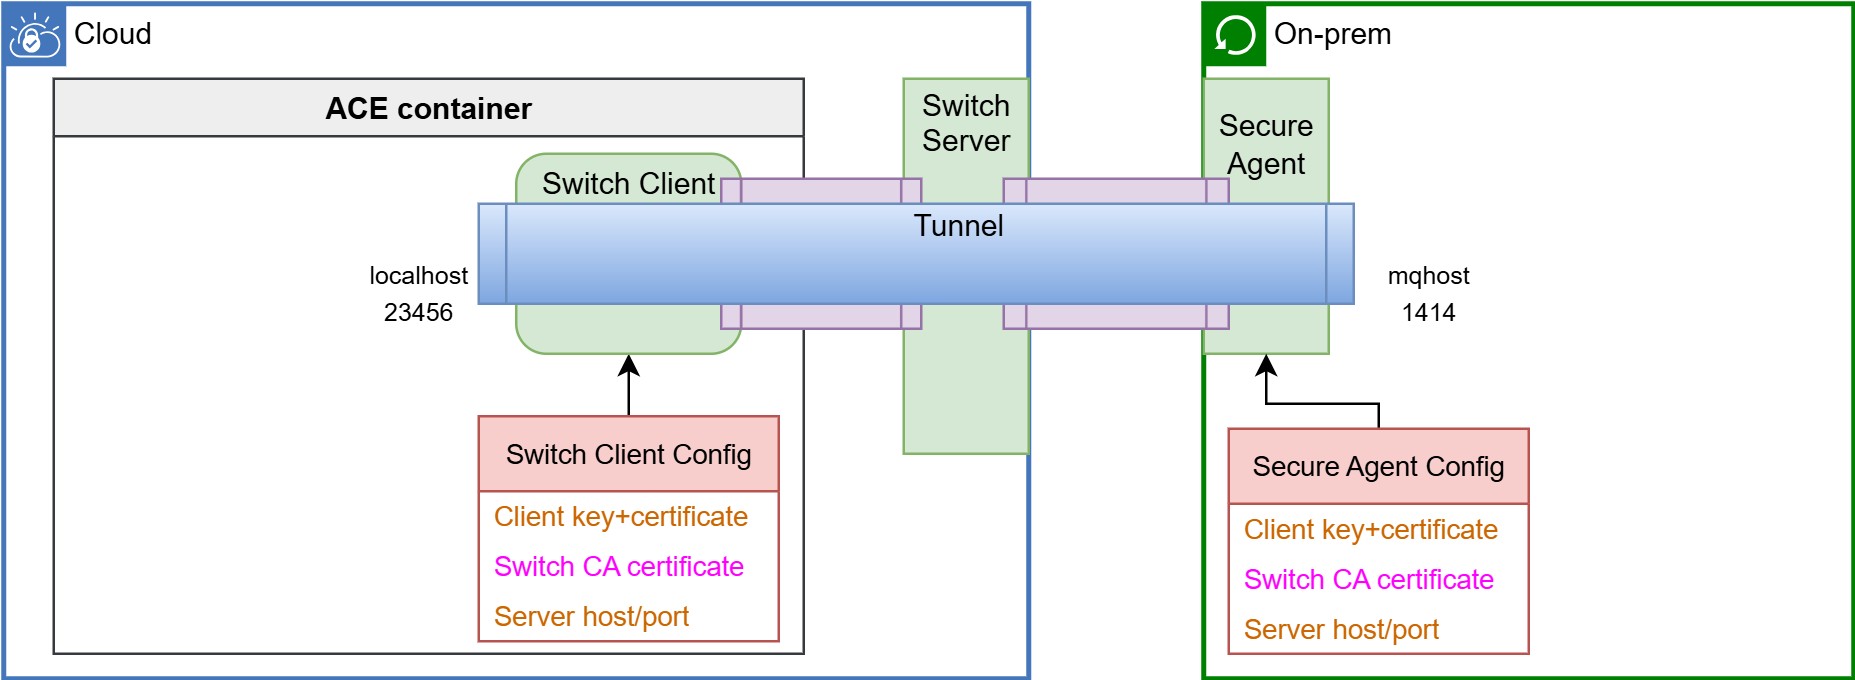 Cloud
On-prem
ACE container
Switch
Server
Secure
Agent
Switch Client
Tunnel
localhost
23456
mqhost
1414
Switch Client Config
Client key+certificate
Switch CA certificate
Server host/port
Secure Agent Config
Client key+certificate
Switch CA certificate
Server host/port